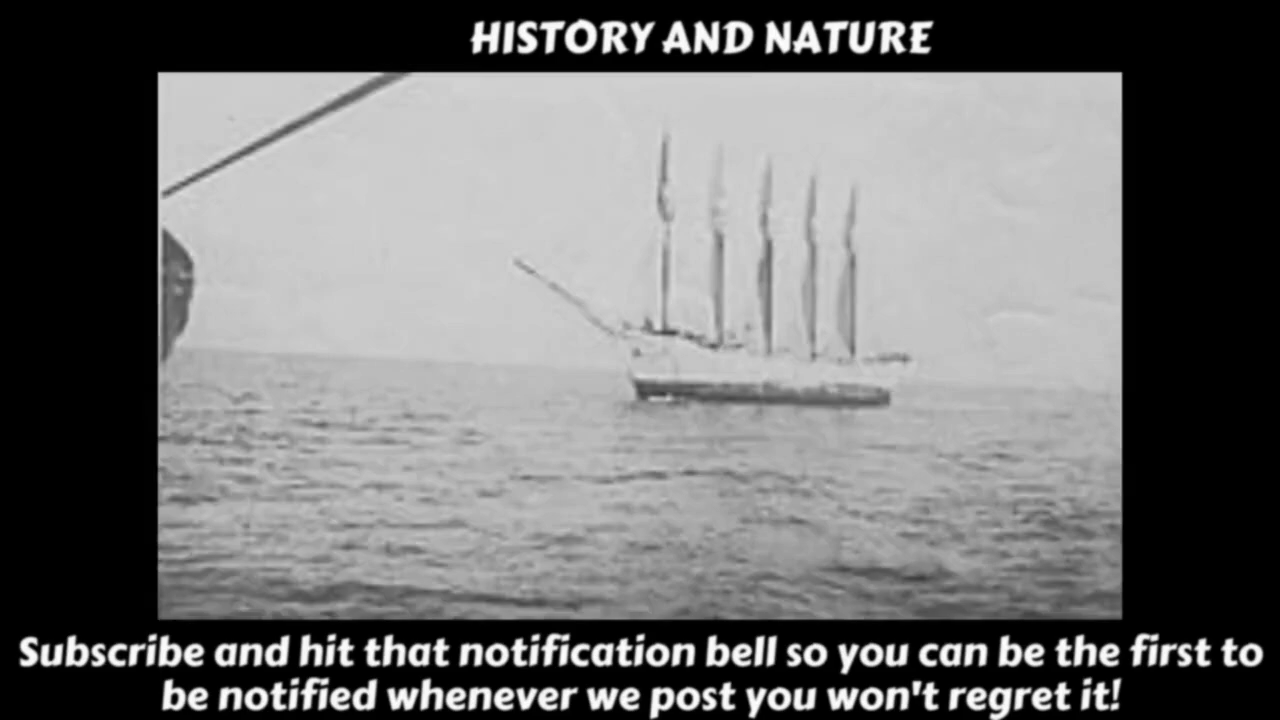 HISTORY AND NATURE
Subscribe and hit that notification bell so you can be the first to
be notified whenever we post you won't regret it!